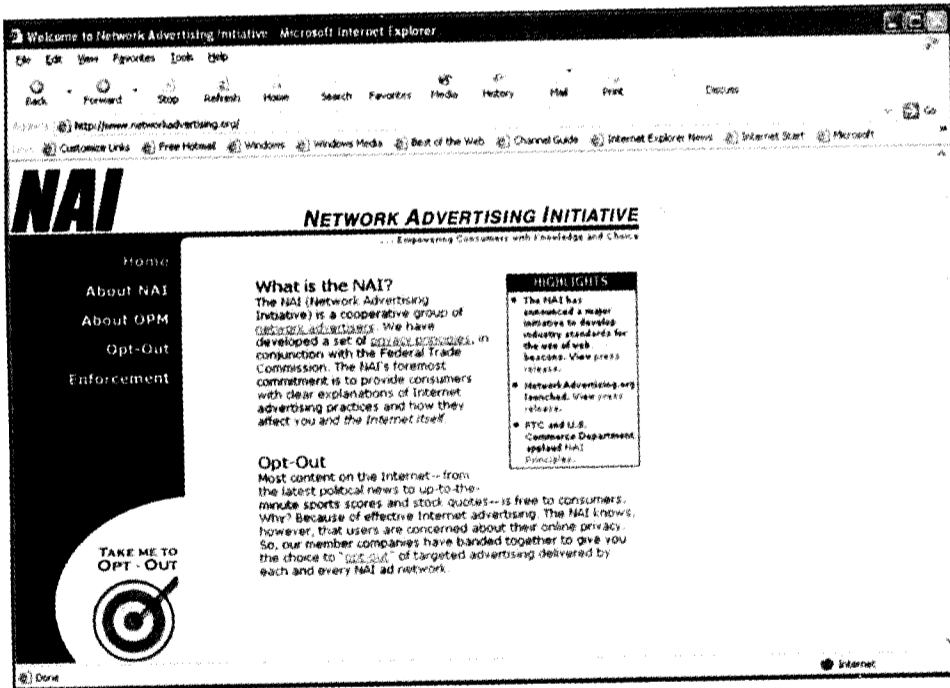 Welcome to Network Advertising Initiative - Microsoft Internet Explorer
File Edit View Favorites Tools Help
Back Forward Stop Refresh Home Search Favorites Media History Mail Print Discuss
Address http://www.networkadvertising.org/ Go
Links Customize Links Free Hotmail Windows Windows Media Best of the Web Channel Guide Internet Explorer News Internet Start Microsoft
NAI
NETWORK ADVERTISING INITIATIVE
... Empowering Consumers with Knowledge and Choice
Home
About NAI
About OPM
Opt-Out
Enforcement
TAKE ME TO
OPT - OUT
What is the NAI?
The NAI (Network Advertising
Initiative) is a cooperative group of
network advertisers. We have
developed a set of privacy principles, in
conjunction with the Federal Trade
Commission. The NAI's foremost
commitment is to provide consumers
with clear explanations of Internet
advertising practices and how they
affect you and the Internet itself.
HIGHLIGHTS
• The NAI has
announced a major
initiative to develop
industry standards for
the use of web
beacons. View press
release.
• NetworkAdvertising.org
launched. View press
release.
• FTC and U.S.
Commerce Department
applaud NAI
Principles.
Opt-Out
Most content on the Internet--from
the latest political news to up-to-the-
minute sports scores and stock quotes--is free to consumers.
Why? Because of effective Internet advertising. The NAI knows,
however, that users are concerned about their online privacy.
So, our member companies have banded together to give you
the choice to "opt-out" of targeted advertising delivered by
each and every NAI ad network.
Done Internet